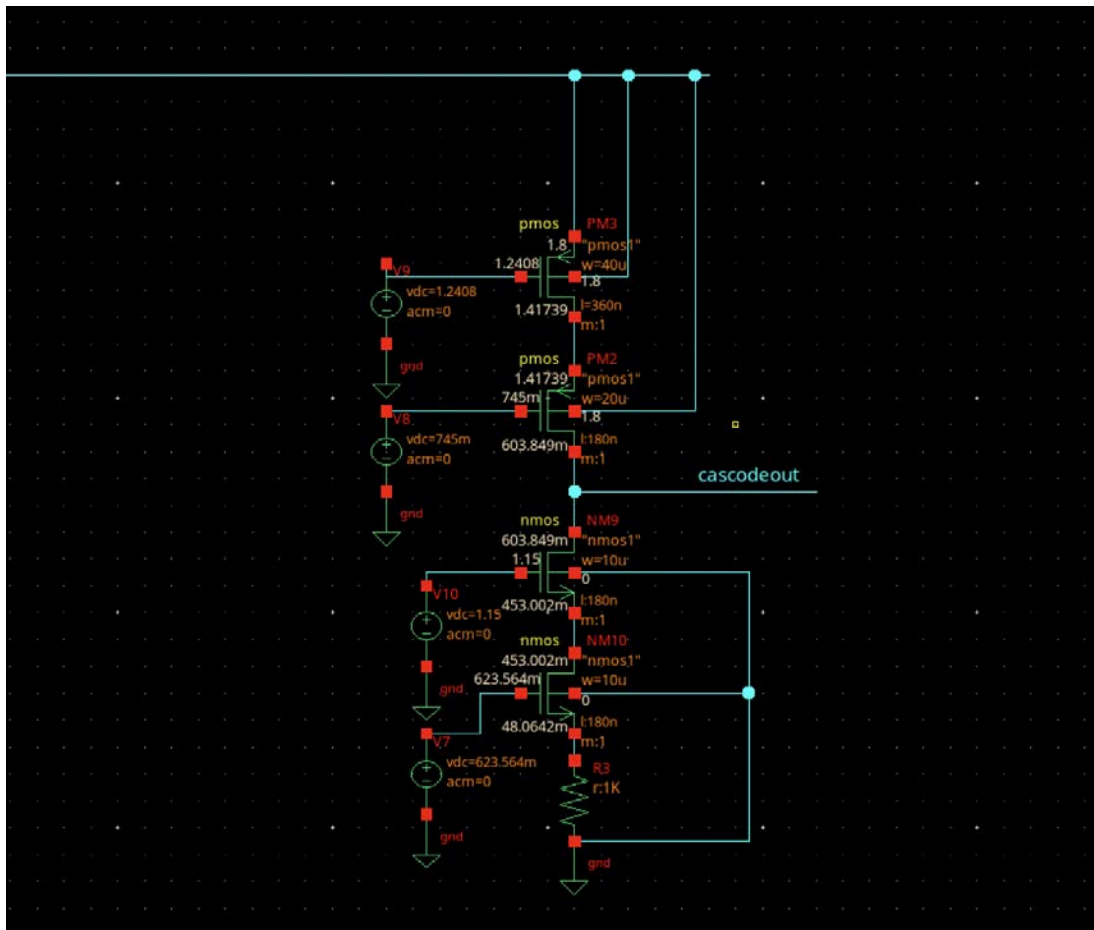 pmos PM3
1.8 "pmos1"
1.2408 w=40u
1.8
V9
vdc=1.2408
acm=0
1.41739 l=360n
m:1
gnd
pmos PM2
1.41739 "pmos1"
745m w=20u
1.8
V8
vdc=745m
acm=0
603.849m l:180n
m:1
cascodeout
gnd
nmos NM9
603.849m "nmos1"
1.15 w=10u
0
V10
vdc=1.15
acm=0
453.002m l:180n
m:1
nmos NM10
453.002m "nmos1"
623.564m w=10u
gnd 0
48.0642m l:180n
V7 m:1
vdc=623.564m
acm=0
R3
r:1K
gnd
gnd